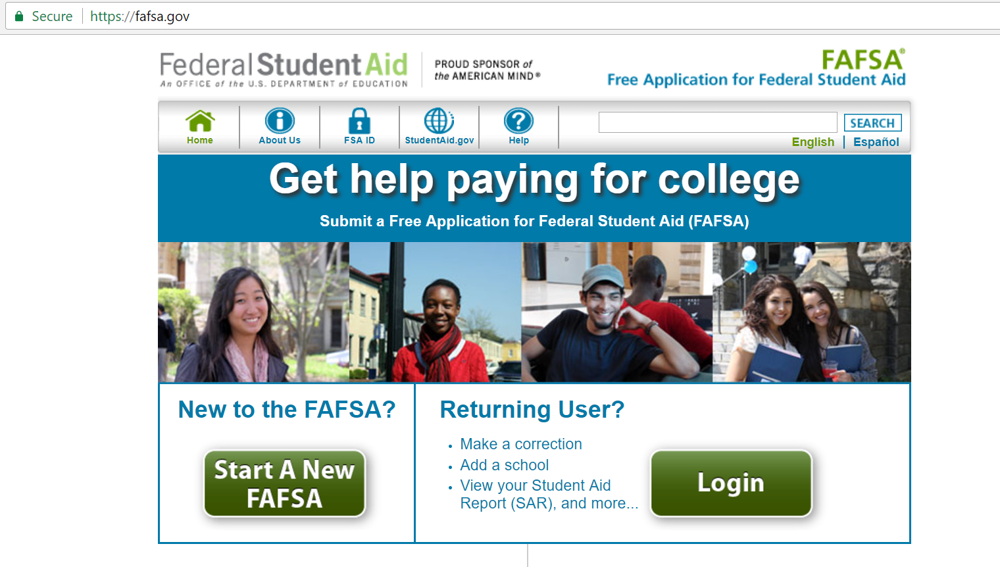 Secure https://fafsa.gov
Federal Student Aid
An OFFICE of the U.S. DEPARTMENT of EDUCATION
PROUD SPONSOR of
the AMERICAN MIND®
FAFSA®
Free Application for Federal Student Aid
Home
About Us
FSA ID
StudentAid.gov
Help
SEARCH
English
Español
Get help paying for college
Submit a Free Application for Federal Student Aid (FAFSA)
New to the FAFSA?
Start A New
FAFSA
Returning User?
• Make a correction
• Add a school
• View your Student Aid
Report (SAR), and more...
Login